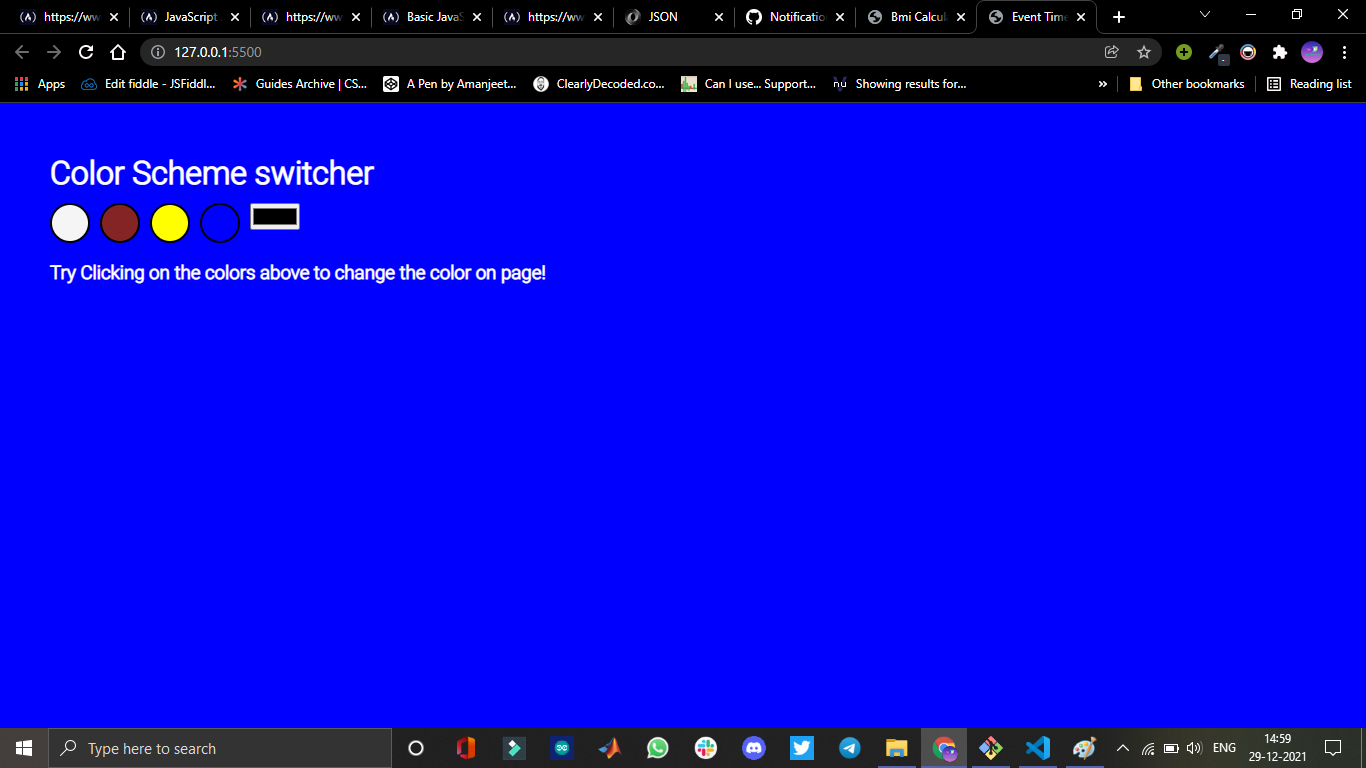 https://ww
JavaScript
https://ww
Basic JavaS
https://ww
JSON
Notificatio
Bmi Calcul
Event Time
127.0.0.1:5500
Apps
Edit fiddle - JSFiddl...
Guides Archive | CS...
A Pen by Amanjeet...
ClearlyDecoded.co...
Can I use... Support...
nu
Showing results for...
»
Other bookmarks
Reading list
Color Scheme switcher
Try Clicking on the colors above to change the color on page!
Type here to search
ENG
14:59
29-12-2021